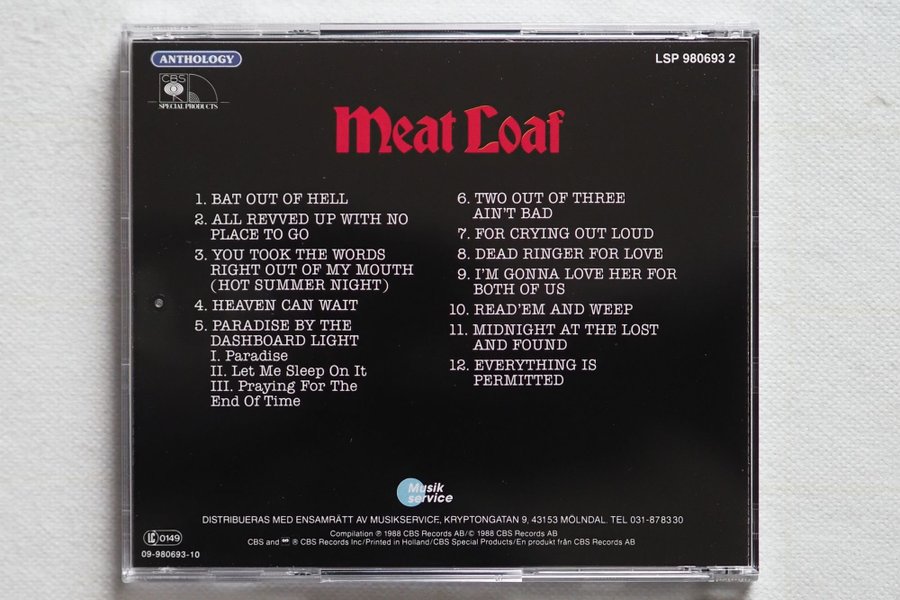 ANTHOLOGY
LSP 980693 2
CBS
SPECIAL PRODUCTS
Meat Loaf
1. BAT OUT OF HELL
2. ALL REVVED UP WITH NO
PLACE TO GO
3. YOU TOOK THE WORDS
RIGHT OUT OF MY MOUTH
(HOT SUMMER NIGHT)
4. HEAVEN CAN WAIT
5. PARADISE BY THE
DASHBOARD LIGHT
I. Paradise
II. Let Me Sleep On It
III. Praying For The
End Of Time
6. TWO OUT OF THREE
AIN'T BAD
7. FOR CRYING OUT LOUD
8. DEAD RINGER FOR LOVE
9. I'M GONNA LOVE HER FOR
BOTH OF US
10. READ'EM AND WEEP
11. MIDNIGHT AT THE LOST
AND FOUND
12. EVERYTHING IS
PERMITTED
Musik
service
DISTRIBUERAS MED ENSAMRÄTT AV MUSIKSERVICE, KRYPTONGATAN 9, 43153 MÖLNDAL. TEL 031-878330
Compilation ℗ 1988 CBS Records AB/© 1988 CBS Records AB
CBS and ® CBS Records Inc/Printed in Holland/CBS Special Products/En produkt från CBS Records AB
LC 0149
09-980693-10